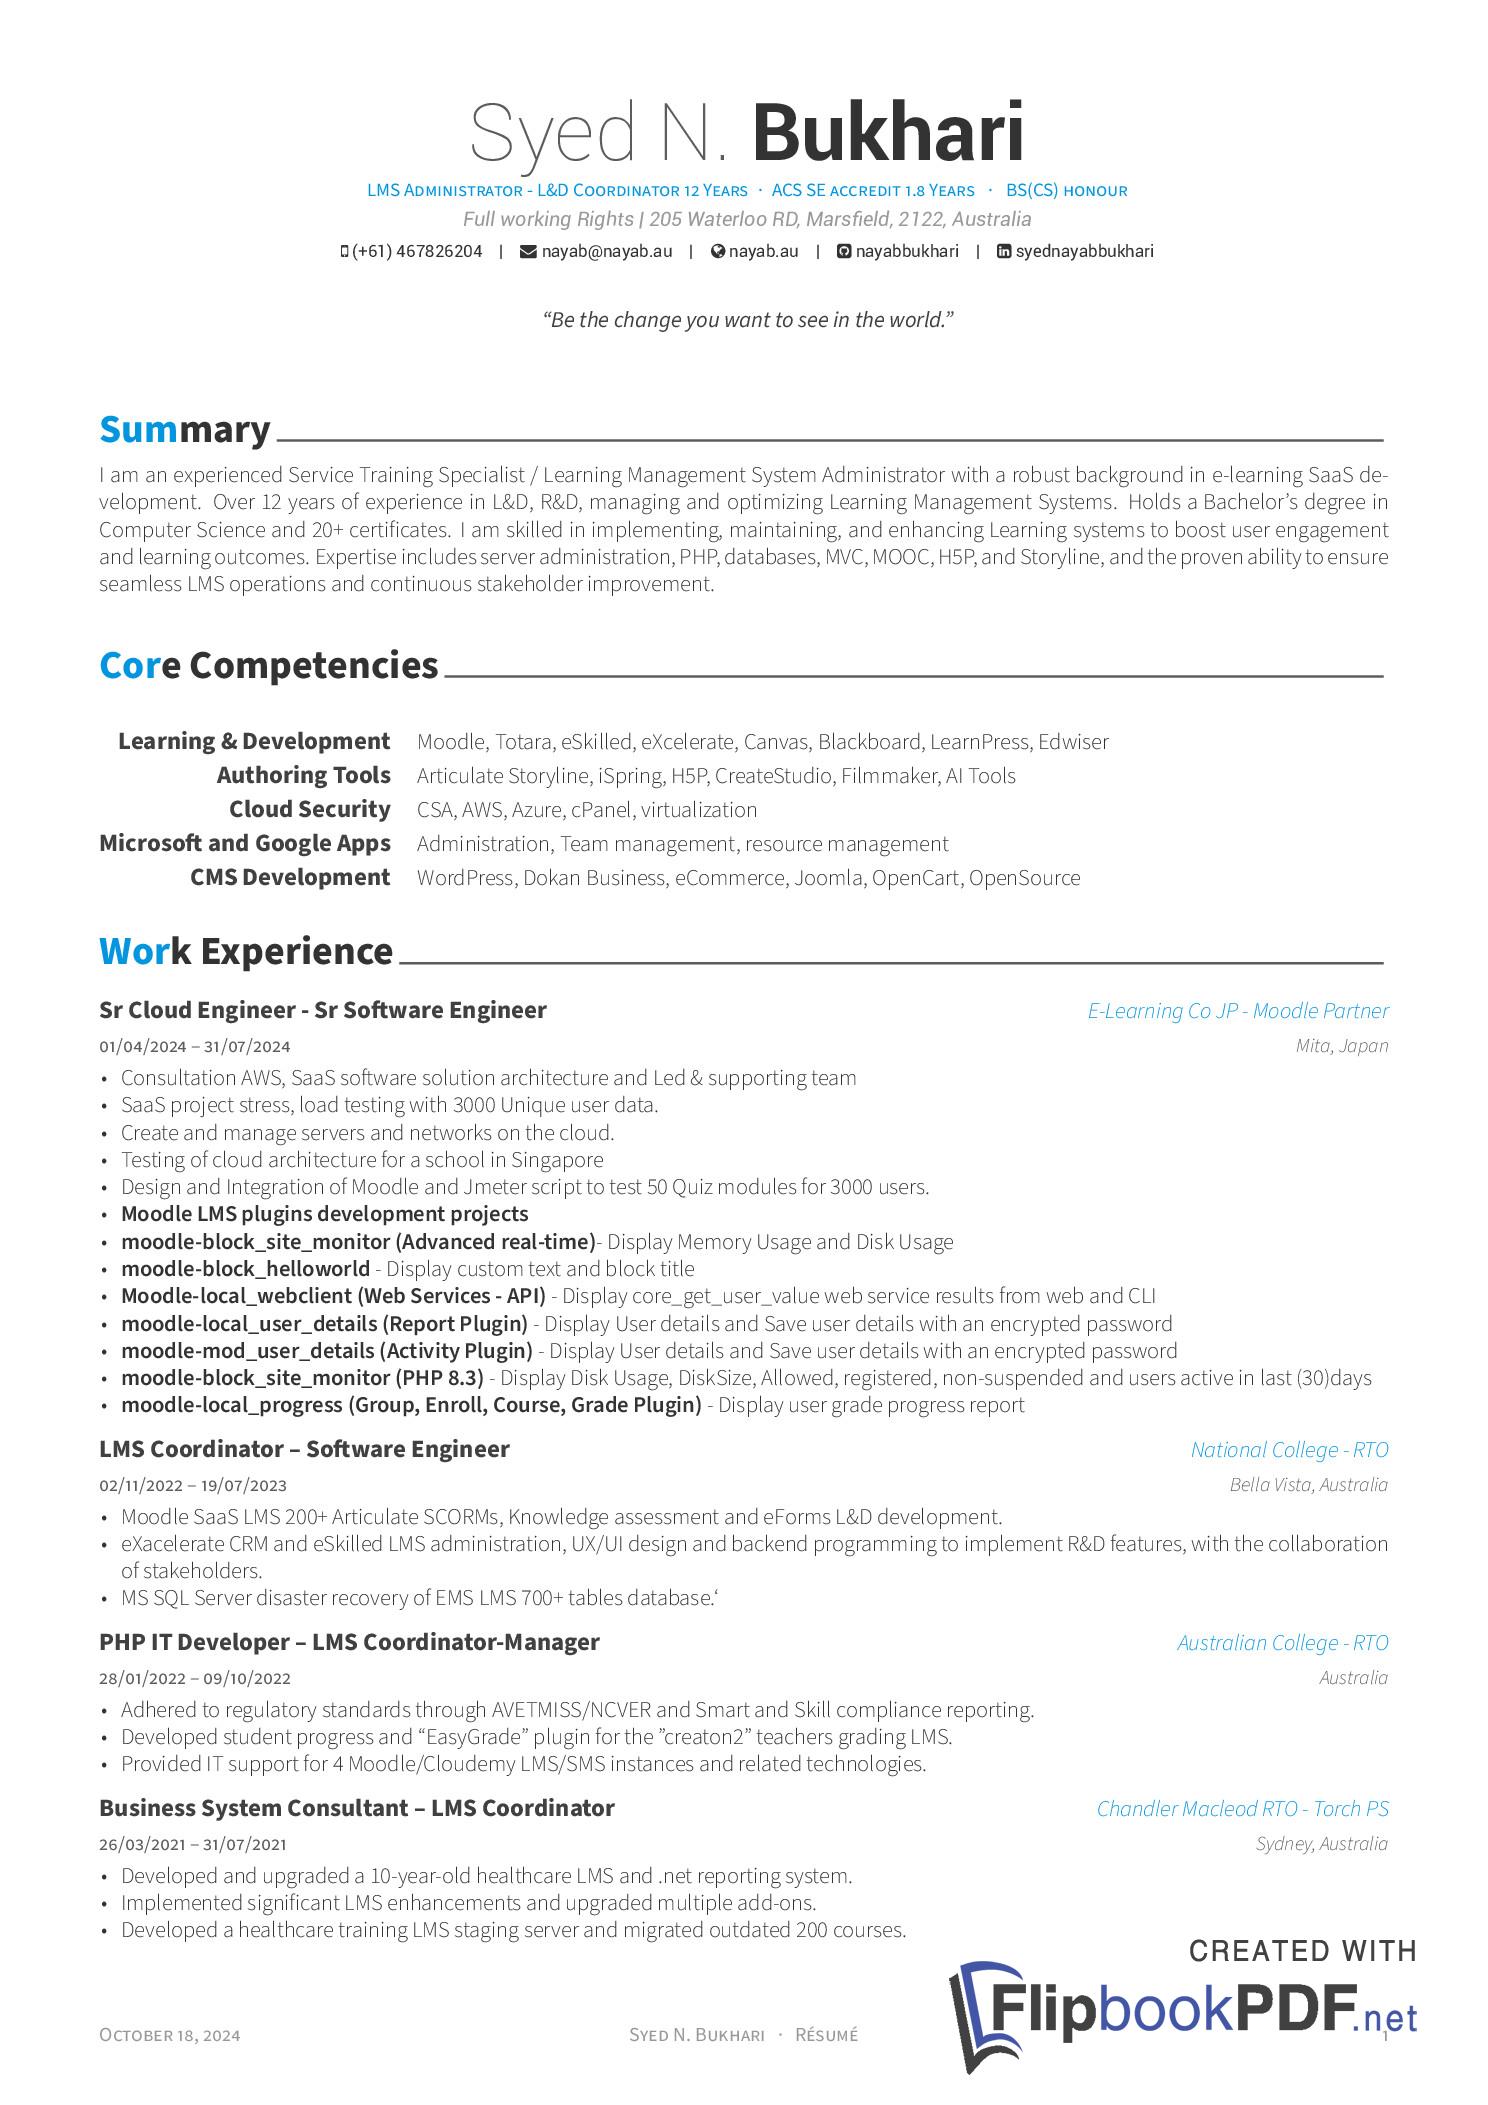 Syed N. Bukhari
LMS Administrator - L&D Coordinator 12 Years · ACS SE accredit 1.8 Years · BS(CS) honour
Full working Rights | 205 Waterloo RD, Marsfield, 2122, Australia
(+61) 467826204 | nayab@nayab.au | nayab.au | nayabbukhari | syednayabbukhari
“Be the change you want to see in the world.”
Summary
I am an experienced Service Training Specialist / Learning Management System Administrator with a robust background in e-learning SaaS de-
velopment. Over 12 years of experience in L&D, R&D, managing and optimizing Learning Management Systems. Holds a Bachelor’s degree in
Computer Science and 20+ certificates. I am skilled in implementing, maintaining, and enhancing Learning systems to boost user engagement
and learning outcomes. Expertise includes server administration, PHP, databases, MVC, MOOC, H5P, and Storyline, and the proven ability to ensure
seamless LMS operations and continuous stakeholder improvement.
Core Competencies
Learning & Development Moodle, Totara, eSkilled, eXcelerate, Canvas, Blackboard, LearnPress, Edwiser
Authoring Tools Articulate Storyline, iSpring, H5P, CreateStudio, Filmmaker, AI Tools
Cloud Security CSA, AWS, Azure, cPanel, virtualization
Microsoft and Google Apps Administration, Team management, resource management
CMS Development WordPress, Dokan Business, eCommerce, Joomla, OpenCart, OpenSource
Work Experience
Sr Cloud Engineer - Sr Software Engineer E-Learning Co JP - Moodle Partner
01/04/2024 – 31/07/2024 Mita, Japan
• Consultation AWS, SaaS software solution architecture and Led & supporting team
• SaaS project stress, load testing with 3000 Unique user data.
• Create and manage servers and networks on the cloud.
• Testing of cloud architecture for a school in Singapore
• Design and Integration of Moodle and Jmeter script to test 50 Quiz modules for 3000 users.
• Moodle LMS plugins development projects
• moodle-block_site_monitor (Advanced real-time)- Display Memory Usage and Disk Usage
• moodle-block_helloworld - Display custom text and block title
• Moodle-local_webclient (Web Services - API) - Display core_get_user_value web service results from web and CLI
• moodle-local_user_details (Report Plugin) - Display User details and Save user details with an encrypted password
• moodle-mod_user_details (Activity Plugin) - Display User details and Save user details with an encrypted password
• moodle-block_site_monitor (PHP 8.3) - Display Disk Usage, DiskSize, Allowed, registered, non-suspended and users active in last (30)days
• moodle-local_progress (Group, Enroll, Course, Grade Plugin) - Display user grade progress report
LMS Coordinator – Software Engineer National College - RTO
02/11/2022 – 19/07/2023 Bella Vista, Australia
• Moodle SaaS LMS 200+ Articulate SCORMs, Knowledge assessment and eForms L&D development.
• eXacelerate CRM and eSkilled LMS administration, UX/UI design and backend programming to implement R&D features, with the collaboration
of stakeholders.
• MS SQL Server disaster recovery of EMS LMS 700+ tables database.‘
PHP IT Developer – LMS Coordinator-Manager Australian College - RTO
28/01/2022 – 09/10/2022 Australia
• Adhered to regulatory standards through AVETMISS/NCVER and Smart and Skill compliance reporting.
• Developed student progress and “EasyGrade” plugin for the ”creaton2” teachers grading LMS.
• Provided IT support for 4 Moodle/Cloudemy LMS/SMS instances and related technologies.
Business System Consultant – LMS Coordinator Chandler Macleod RTO - Torch PS
26/03/2021 – 31/07/2021 Sydney, Australia
• Developed and upgraded a 10-year-old healthcare LMS and .net reporting system.
• Implemented significant LMS enhancements and upgraded multiple add-ons.
• Developed a healthcare training LMS staging server and migrated outdated 200 courses.
CREATED WITH
FlipbookPDF.net
October 18, 2024 Syed N. Bukhari · Résumé 1